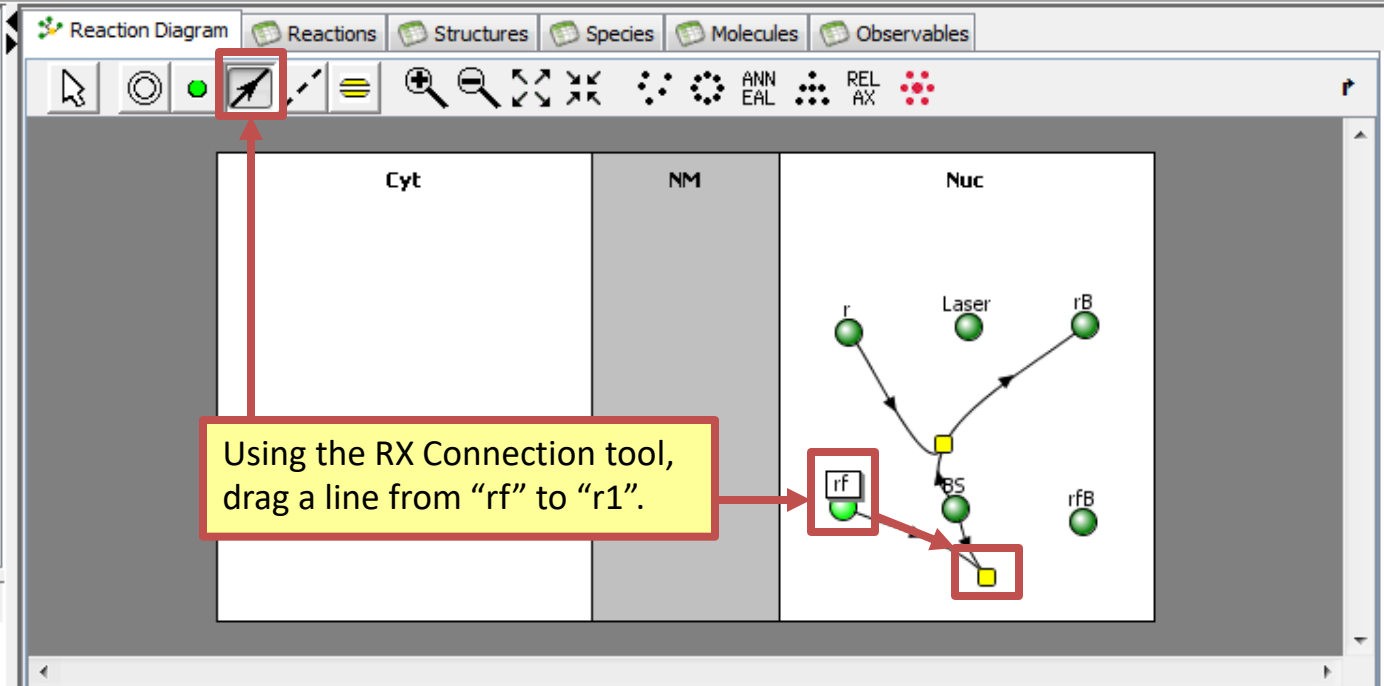 Reaction Diagram Reactions Structures Species Molecules Observables
ANN EAL REL AX
Cyt NM Nuc
r Laser rB
Using the RX Connection tool,
drag a line from “rf” to “r1”.
rf BS rfB